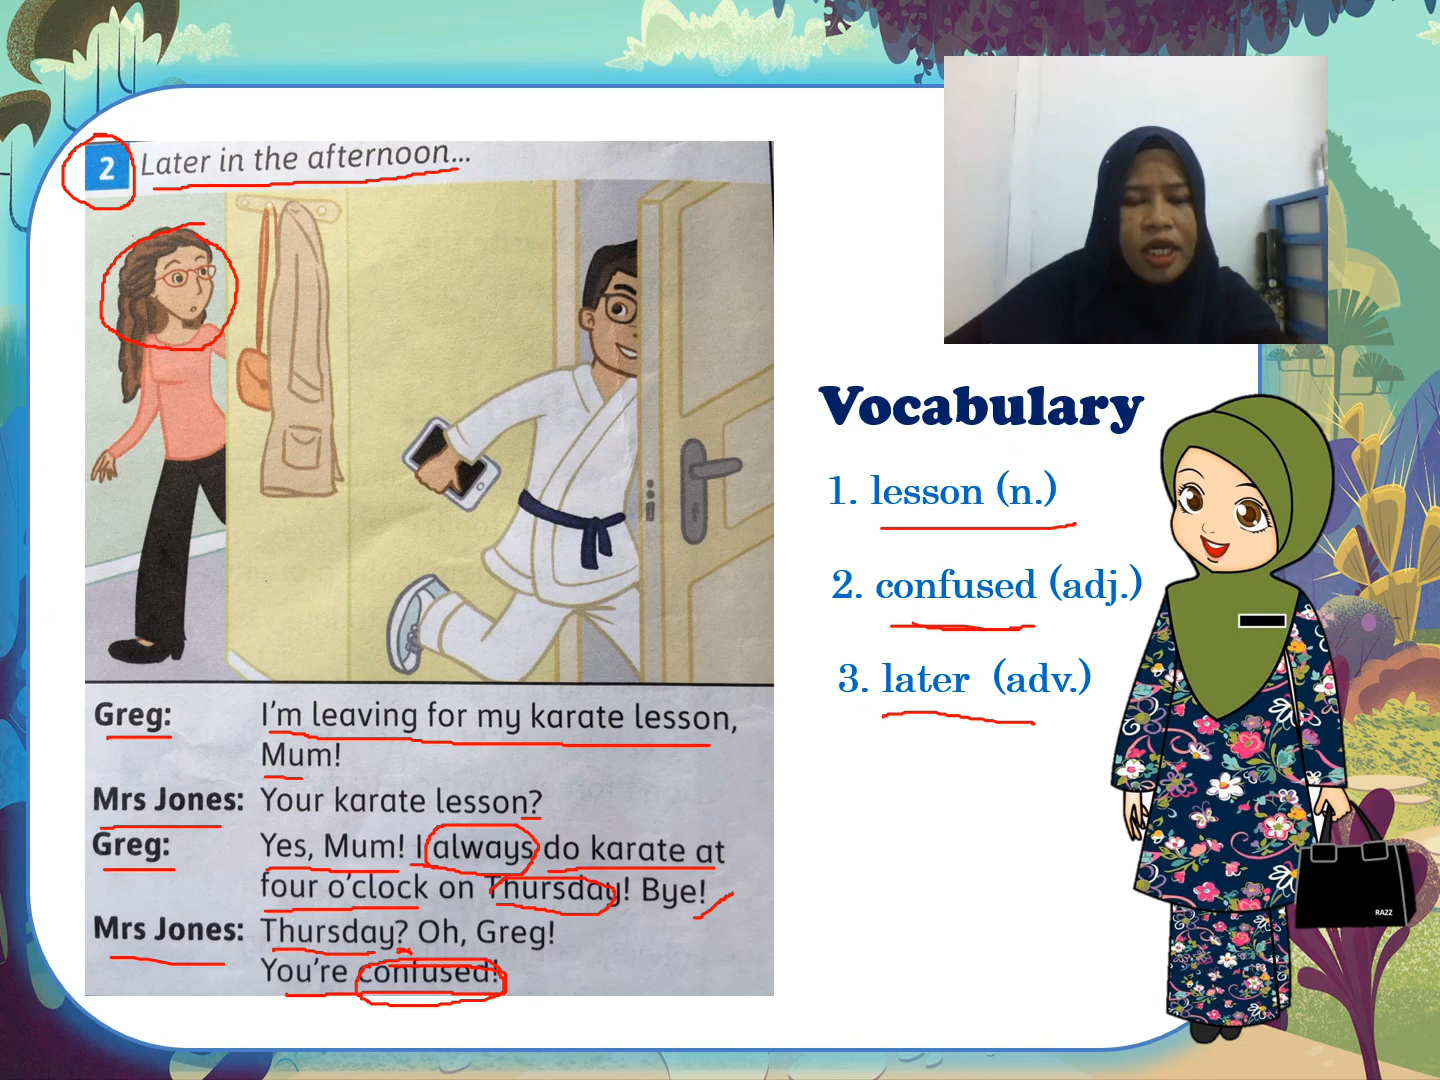 2 Later in the afternoon...
Greg: I'm leaving for my karate lesson,
Mum!
Mrs Jones: Your karate lesson?
Greg: Yes, Mum! I always do karate at
four o'clock on Thursday! Bye!
Mrs Jones: Thursday? Oh, Greg!
You're confused!
Vocabulary
1. lesson (n.)
2. confused (adj.)
3. later (adv.)
RAZZ